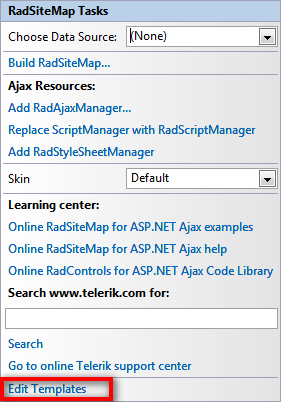 RadSiteMap Tasks
Choose Data Source: (None)
Build RadSiteMap...
Ajax Resources:
Add RadAjaxManager...
Replace ScriptManager with RadScriptManager
Add RadStyleSheetManager
Skin Default
Learning center:
Online RadSiteMap for ASP.NET Ajax examples
Online RadSiteMap for ASP.NET Ajax help
Online RadControls for ASP.NET Ajax Code Library
Search www.telerik.com for:
Search
Go to online Telerik support center
Edit Templates